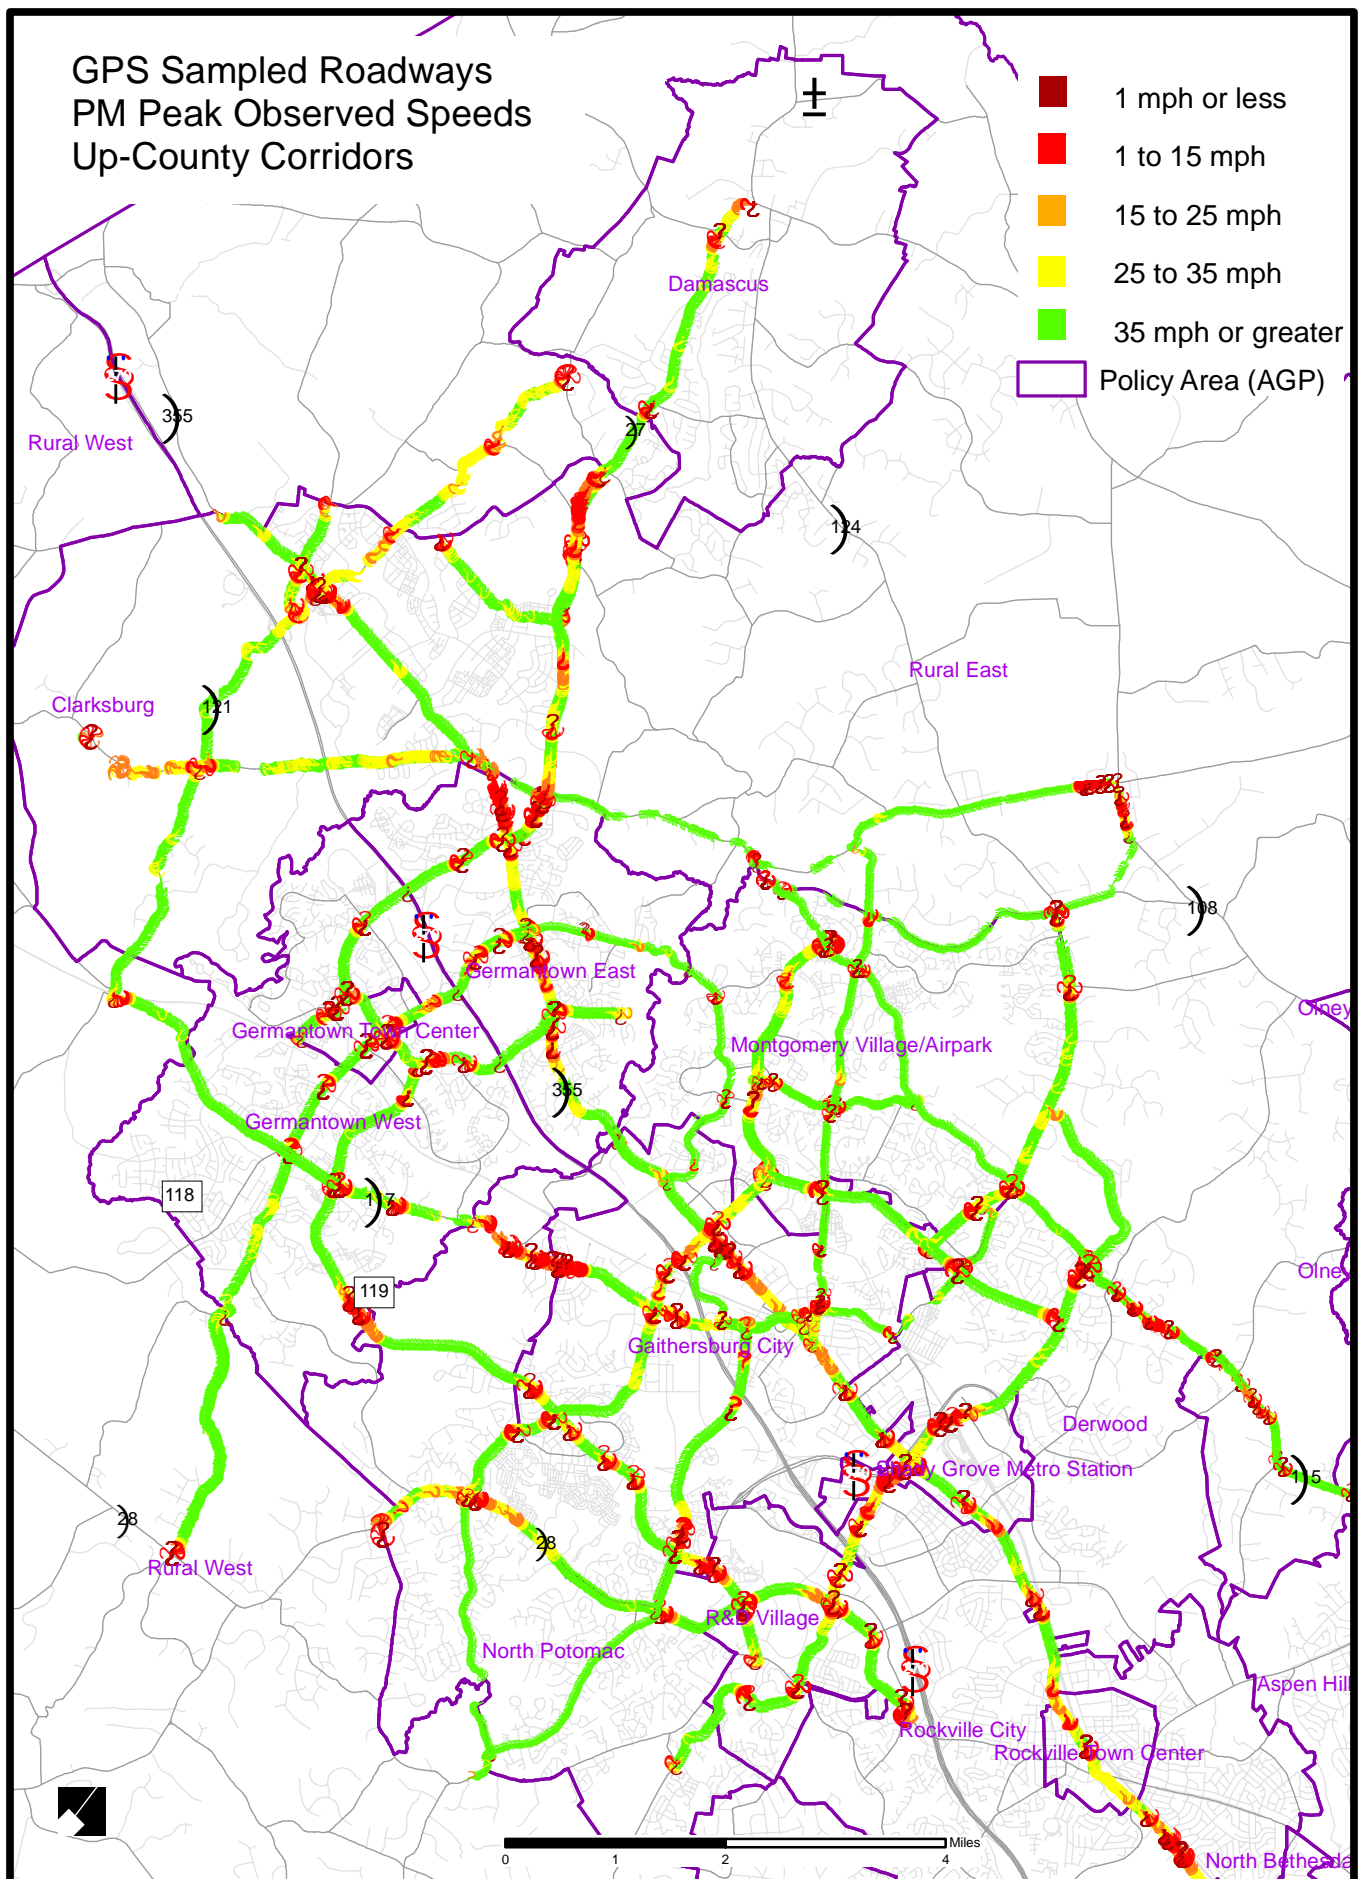 GPS Sampled Roadways
PM Peak Observed Speeds
Up-County Corridors
1 mph or less
1 to 15 mph
15 to 25 mph
25 to 35 mph
35 mph or greater
Policy Area (AGP)
Damascus
355
27
Rural West
124
Rural East
Clarksburg
121
108
Germantown East
Olney
Germantown Town Center
Montgomery Village/Airpark
355
Germantown West
118
117
Olne
119
Gaithersburg City
Derwood
Shady Grove Metro Station
115
28
28
Rural West
R&D Village
North Potomac
Aspen Hill
Rockville City
Rockville Town Center
Miles
0
1
2
4
North Bethesda